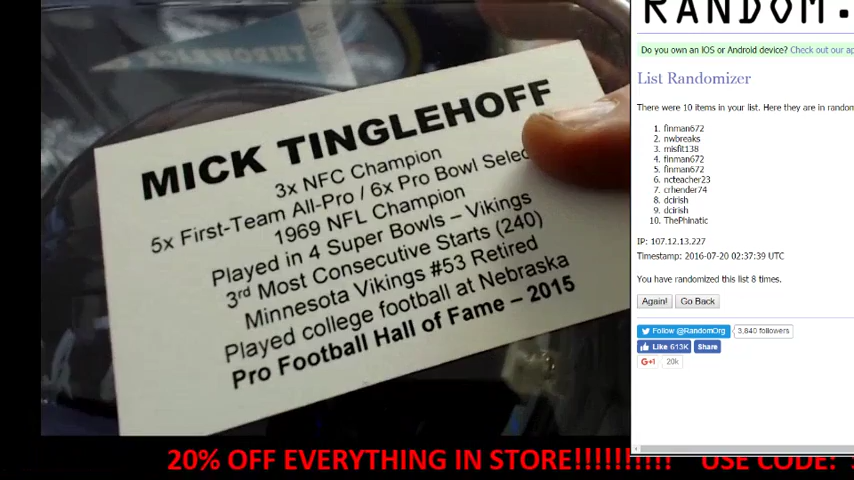 MICK TINGLEHOFF
3x NFC Champion
5x First-Team All-Pro / 6x Pro Bowl Selec
1969 NFL Champion
Played in 4 Super Bowls – Vikings
3rd Most Consecutive Starts (240)
Minnesota Vikings #53 Retired
Played college football at Nebraska
Pro Football Hall of Fame – 2015
RANDOM.
Do you own an iOS or Android device? Check out our ap
List Randomizer
There were 10 items in your list. Here they are in random
1. finman672
2. nwbreaks
3. misfit138
4. finman672
5. finman672
6. ncteacher23
7. crhender74
8. dcirish
9. dcirish
10. ThePhinatic
IP: 107.12.13.227
Timestamp: 2016-07-20 02:37:39 UTC
You have randomized this list 8 times.
Again! Go Back
Follow @RandomOrg 3,840 followers
Like 613K Share
G+1 20k
20% OFF EVERYTHING IN STORE!!!!!!!!!! USE CODE: